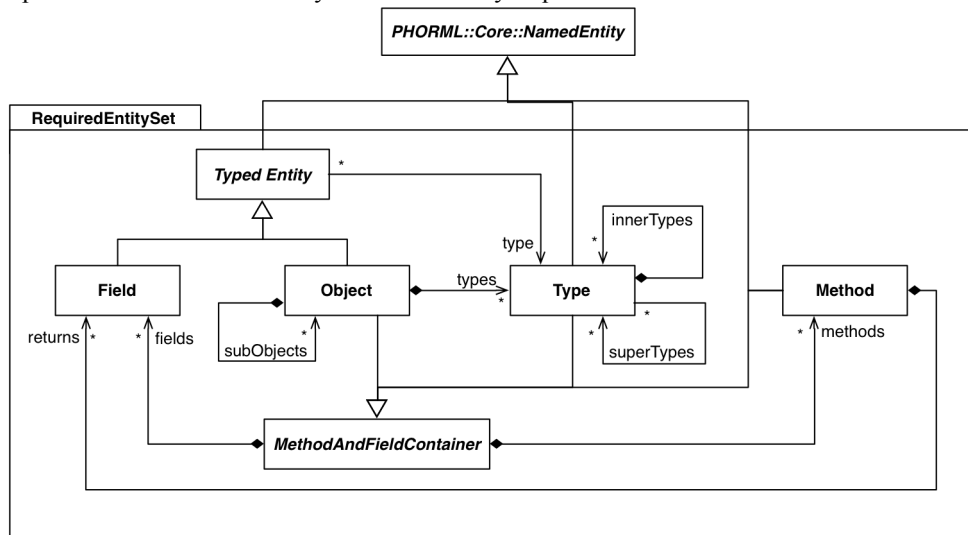 PHORML::Core::NamedEntity
RequiredEntitySet
Typed Entity
*
innerTypes
*
type
Field
Object
types
*
Type
Method
*
returns
*
*
fields
*
subObjects
*
superTypes
*
methods
MethodAndFieldContainer